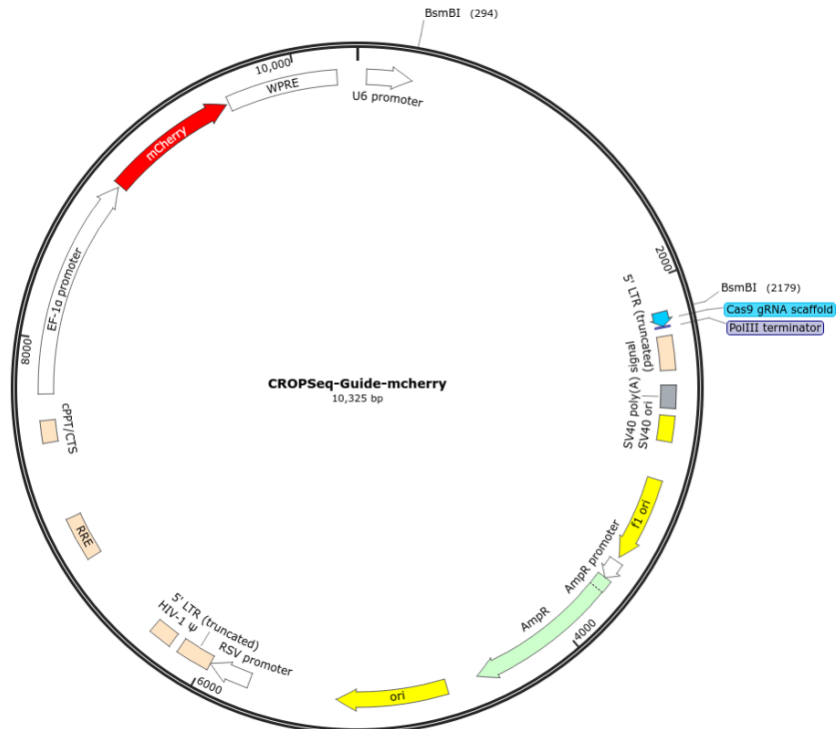 BsmBI (294)
10,000
WPRE
U6 promoter
mCherry
2000
EF-1α promoter
BsmBI (2179)
5' LTR (truncated)
Cas9 gRNA scaffold
PolIII terminator
8000
CROPSeq-Guide-mcherry
10,325 bp
SV40 poly(A) signal
SV40 ori
cPPT/CTS
f1 ori
RRE
AmpR promoter
AmpR
4000
5' LTR (truncated)
HIV-1 Ψ
RSV promoter
6000
ori